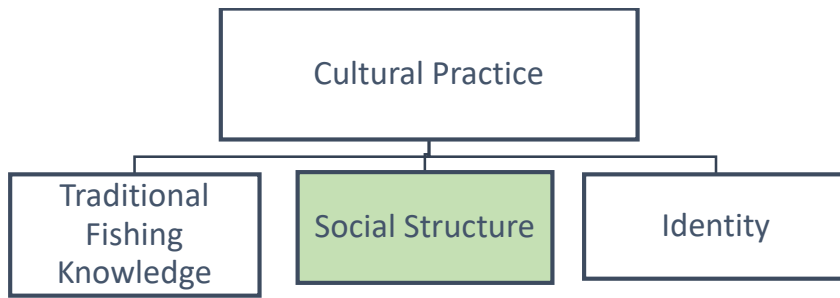 Cultural Practice
Traditional
Fishing
Knowledge
Social Structure
Identity